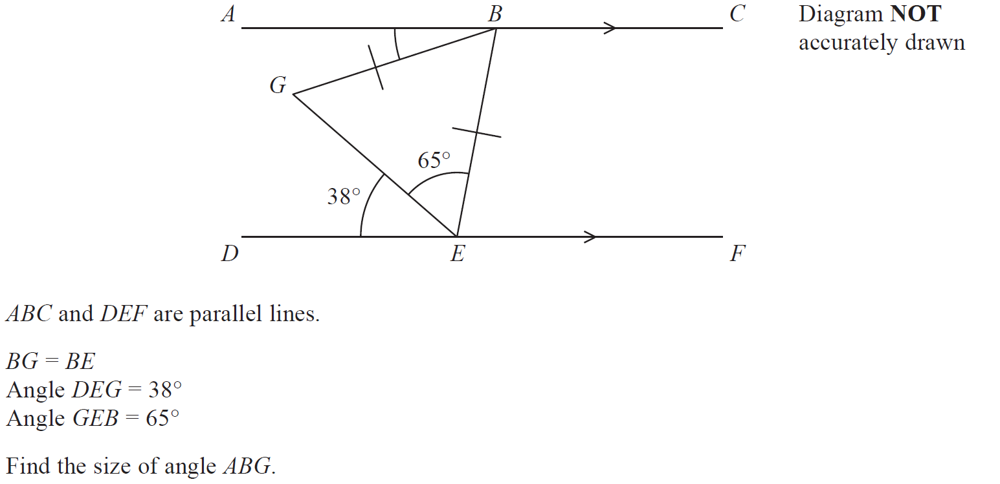 A B C Diagram NOT
accurately drawn
G
65°
38°
D E F
ABC and DEF are parallel lines.
BG = BE
Angle DEG = 38°
Angle GEB = 65°
Find the size of angle ABG.